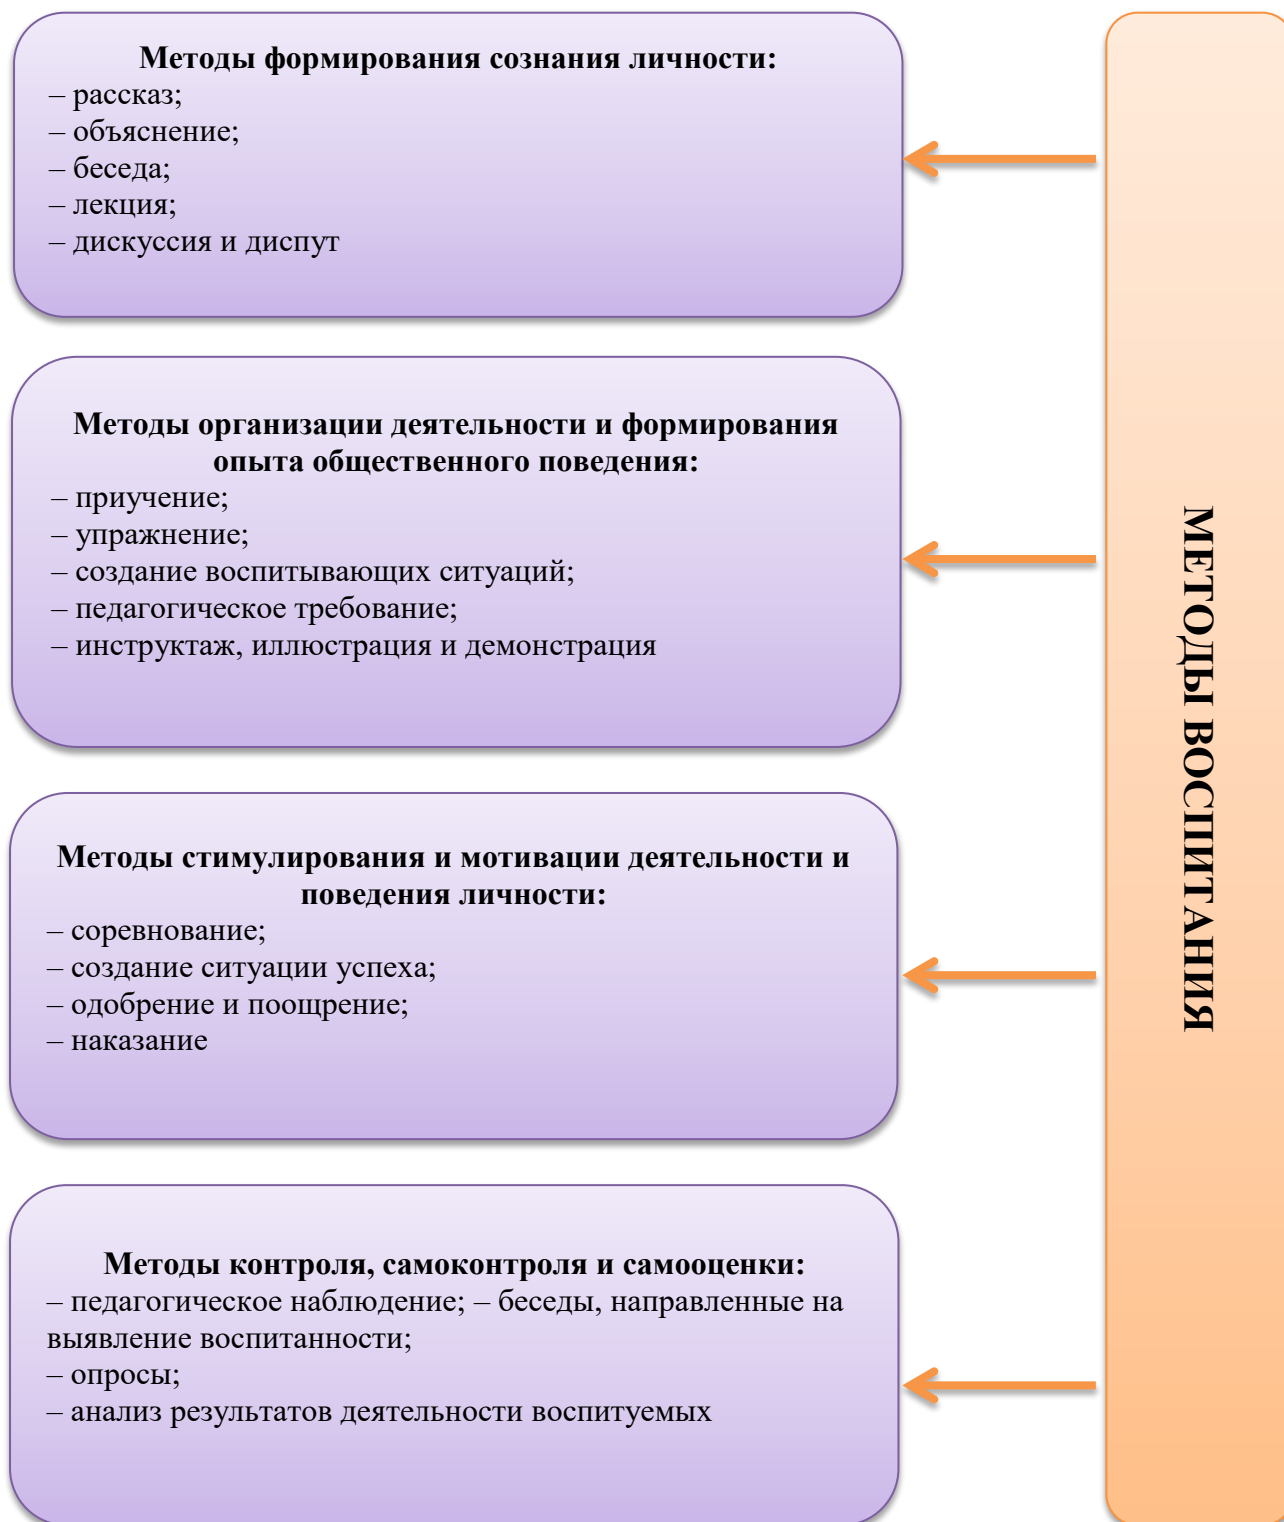 Методы формирования сознания личности:
– рассказ;
– объяснение;
– беседа;
– лекция;
– дискуссия и диспут
Методы организации деятельности и формирования
опыта общественного поведения:
– приучение;
– упражнение;
– создание воспитывающих ситуаций;
– педагогическое требование;
– инструктаж, иллюстрация и демонстрация
Методы стимулирования и мотивации деятельности и
поведения личности:
– соревнование;
– создание ситуации успеха;
– одобрение и поощрение;
– наказание
Методы контроля, самоконтроля и самооценки:
– педагогическое наблюдение; – беседы, направленные на
выявление воспитанности;
– опросы;
– анализ результатов деятельности воспитуемых
МЕТОДЫ ВОСПИТАНИЯ